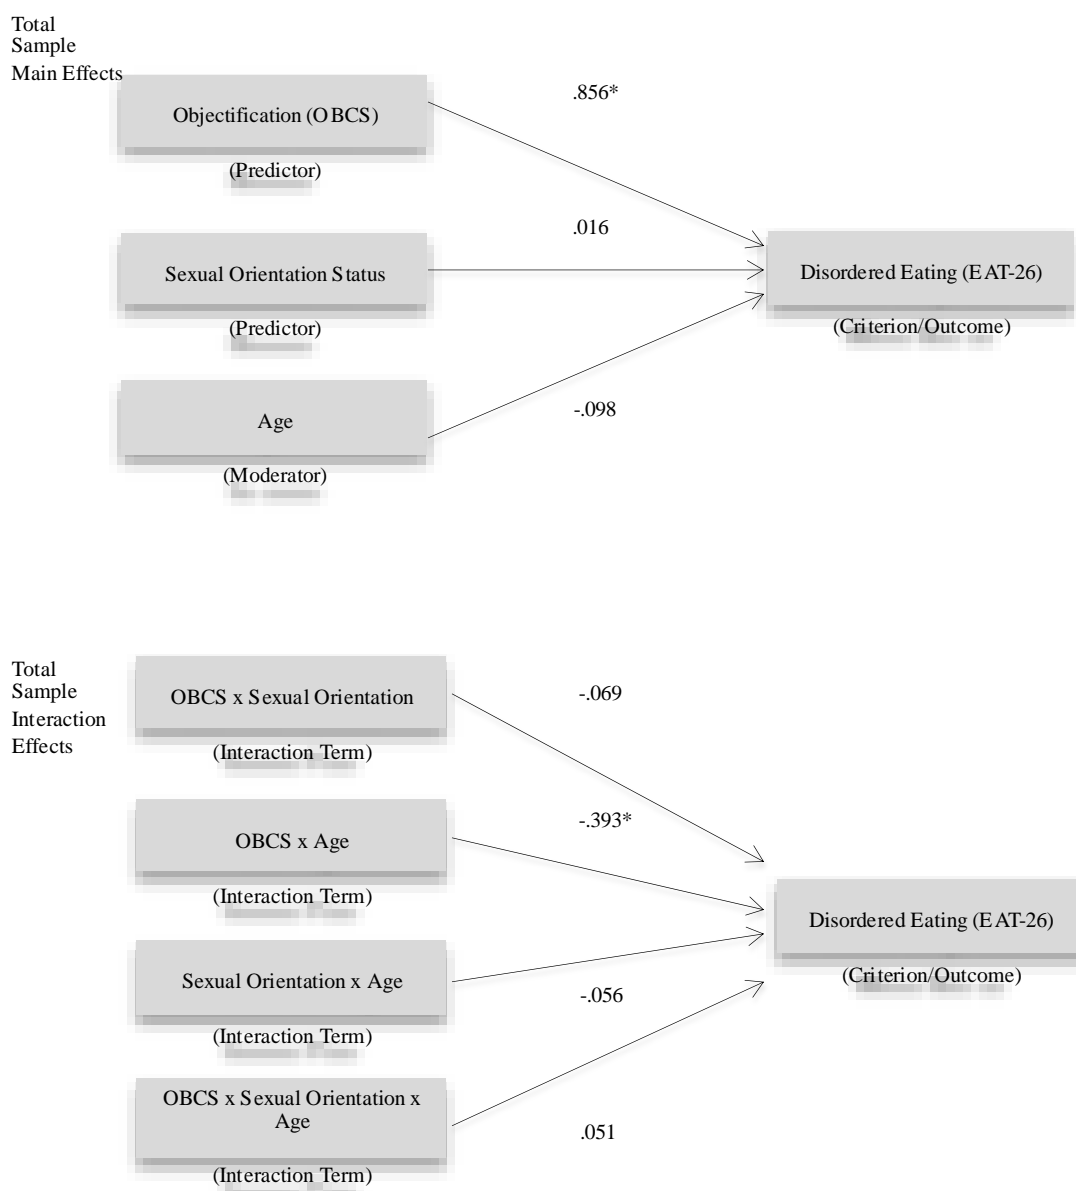 Total
Sample
Main Effects
Objectification (OBCS)
(Predictor)
.856*
Sexual Orientation Status
(Predictor)
.016
Disordered Eating (EAT-26)
(Criterion/Outcome)
Age
(Moderator)
-.098
Total
Sample
Interaction
Effects
OBCS x Sexual Orientation
(Interaction Term)
-.069
OBCS x Age
(Interaction Term)
-.393*
Disordered Eating (EAT-26)
(Criterion/Outcome)
Sexual Orientation x Age
(Interaction Term)
-.056
OBCS x Sexual Orientation x
Age
(Interaction Term)
.051